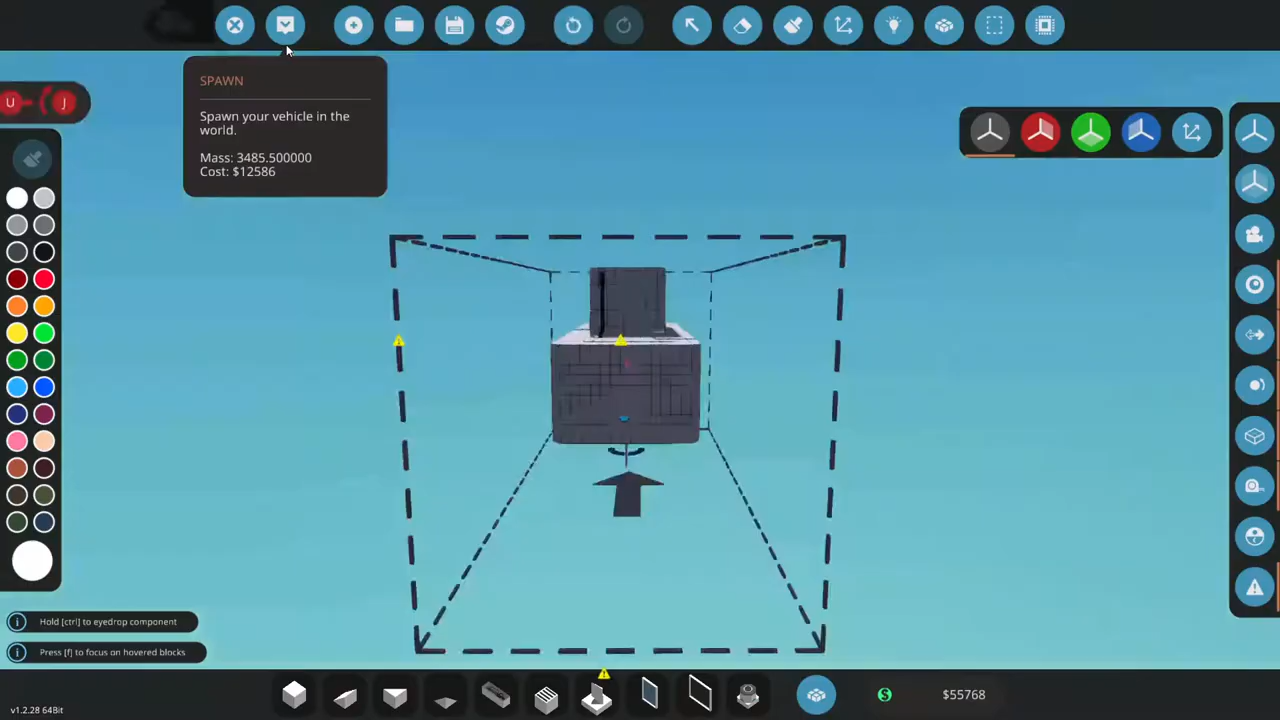 SPAWN
Spawn your vehicle in the
world.
Mass: 3485.500000
Cost: $12586
U
J
Hold [ctrl] to eyedrop component
Press [f] to focus on hovered blocks
v1.2.28 64Bit
$
$55768